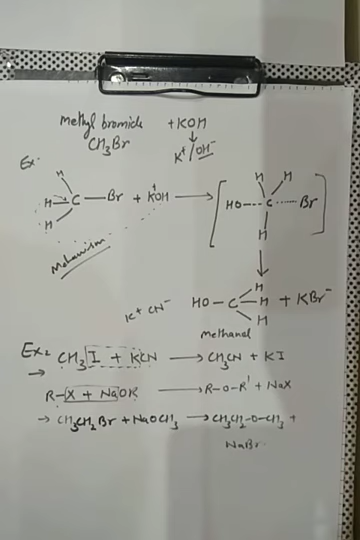 Methyl bromide + KOH
CH₃Br
K⁺/OH⁻
Ex.
H
H C Br + KOH → [ HO---C----Br ]
H
H H
H
Mechanism
H
HO-C-H + KBr⁻
H
K⁺ CN⁻
Methanol
Ex₂ CH₃I + KCN → CH₃CN + KI
→
R-X + NaOR → R-O-R' + NaX
→ CH₃CH₂Br + NaOCH₃ → CH₃CH₂-O-CH₃ +
NaBr